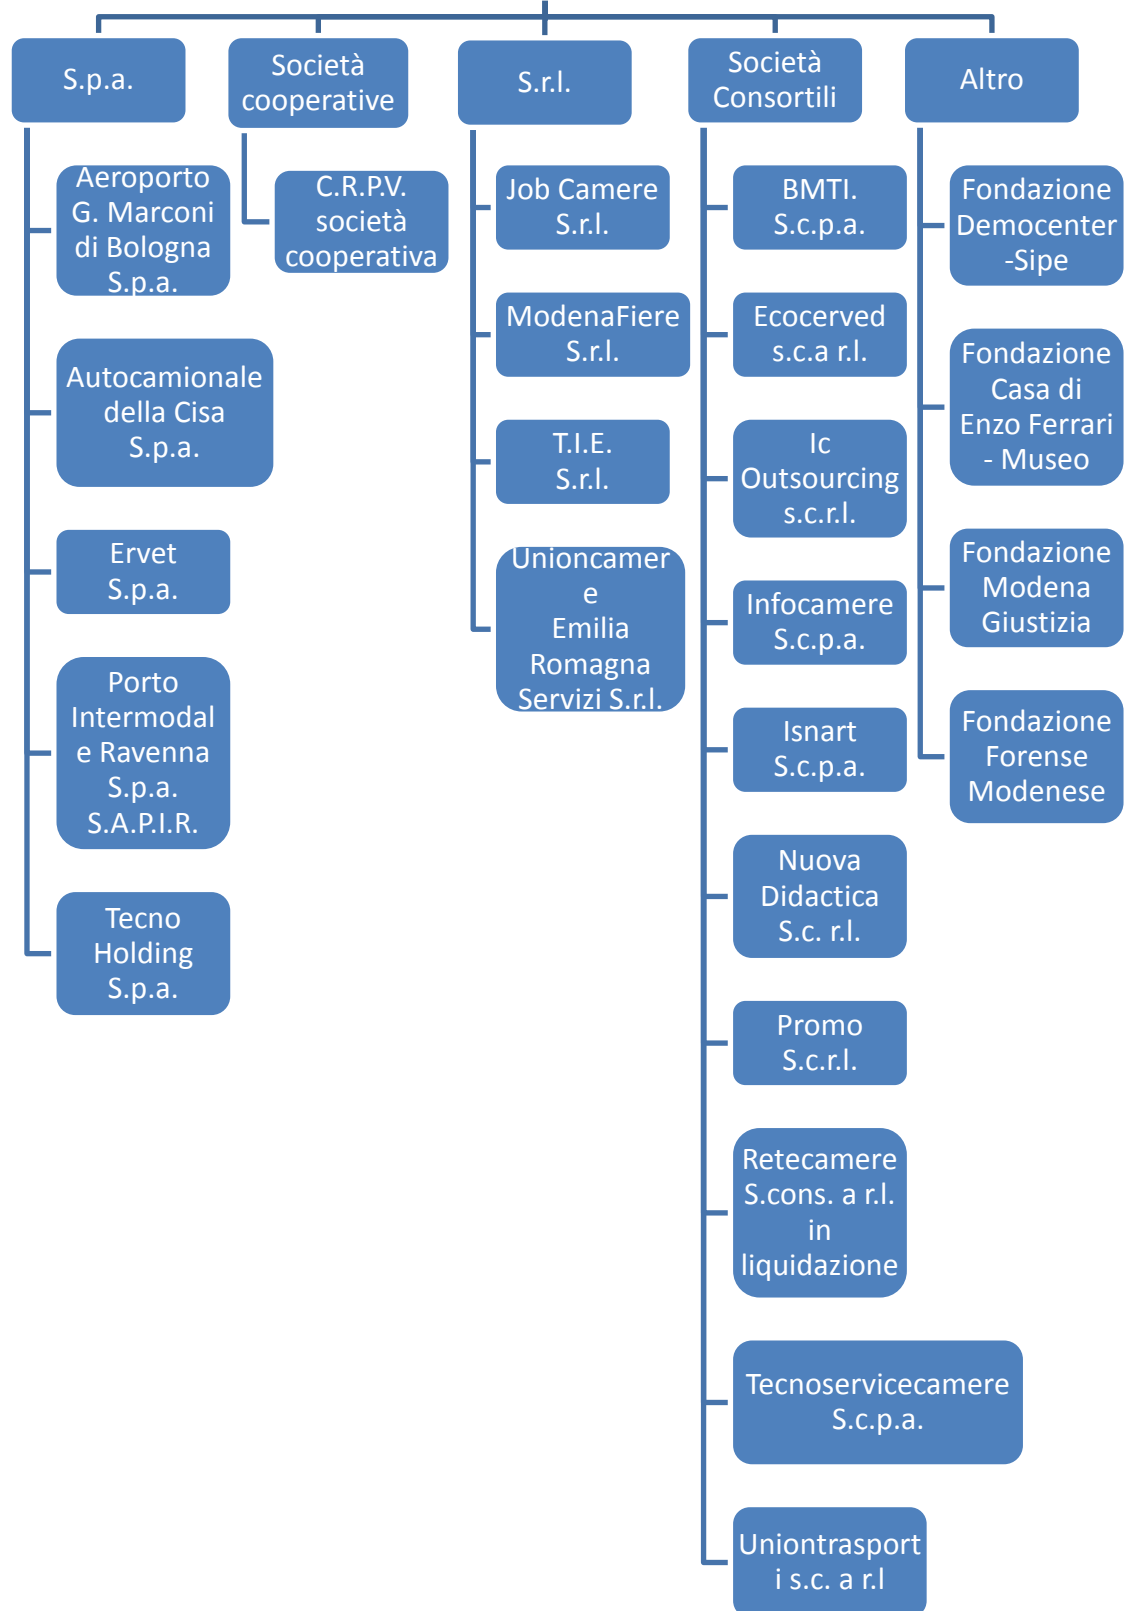 S.p.a.
Aeroporto
G. Marconi
di Bologna
S.p.a.
Autocamionale
della Cisa
S.p.a.
Ervet
S.p.a.
Porto
Intermodal
e Ravenna
S.p.a.
S.A.P.I.R.
Tecno
Holding
S.p.a.
Società
cooperative
C.R.P.V.
società
cooperativa
S.r.l.
Job Camere
S.r.l.
ModenaFiere
S.r.l.
T.I.E.
S.r.l.
Unioncamer
e
Emilia
Romagna
Servizi S.r.l.
Società
Consortili
BMTI.
S.c.p.a.
Ecocerved
s.c.a r.l.
Ic
Outsourcing
s.c.r.l.
Infocamere
S.c.p.a.
Isnart
S.c.p.a.
Nuova
Didactica
S.c. r.l.
Promo
S.c.r.l.
Retecamere
S.cons. a r.l.
in
liquidazione
Tecnoservicecamere
S.c.p.a.
Uniontrasport
i s.c. a r.l
Altro
Fondazione
Democenter
-Sipe
Fondazione
Casa di
Enzo Ferrari
- Museo
Fondazione
Modena
Giustizia
Fondazione
Forense
Modenese